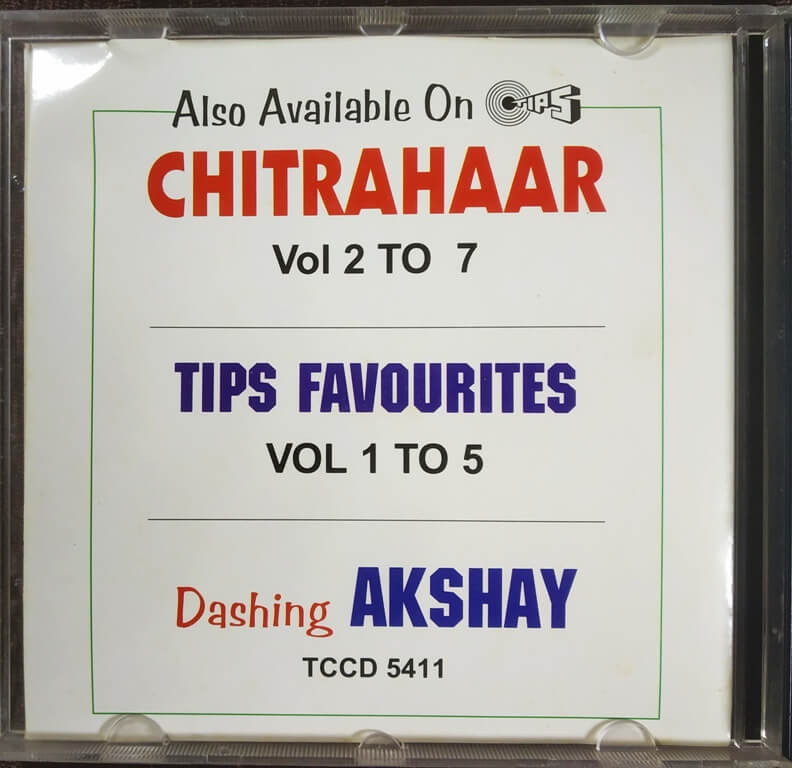 Also Available On TIPS
CHITRAHAAR
Vol 2 TO 7
TIPS FAVOURITES
VOL 1 TO 5
Dashing AKSHAY
TCCD 5411